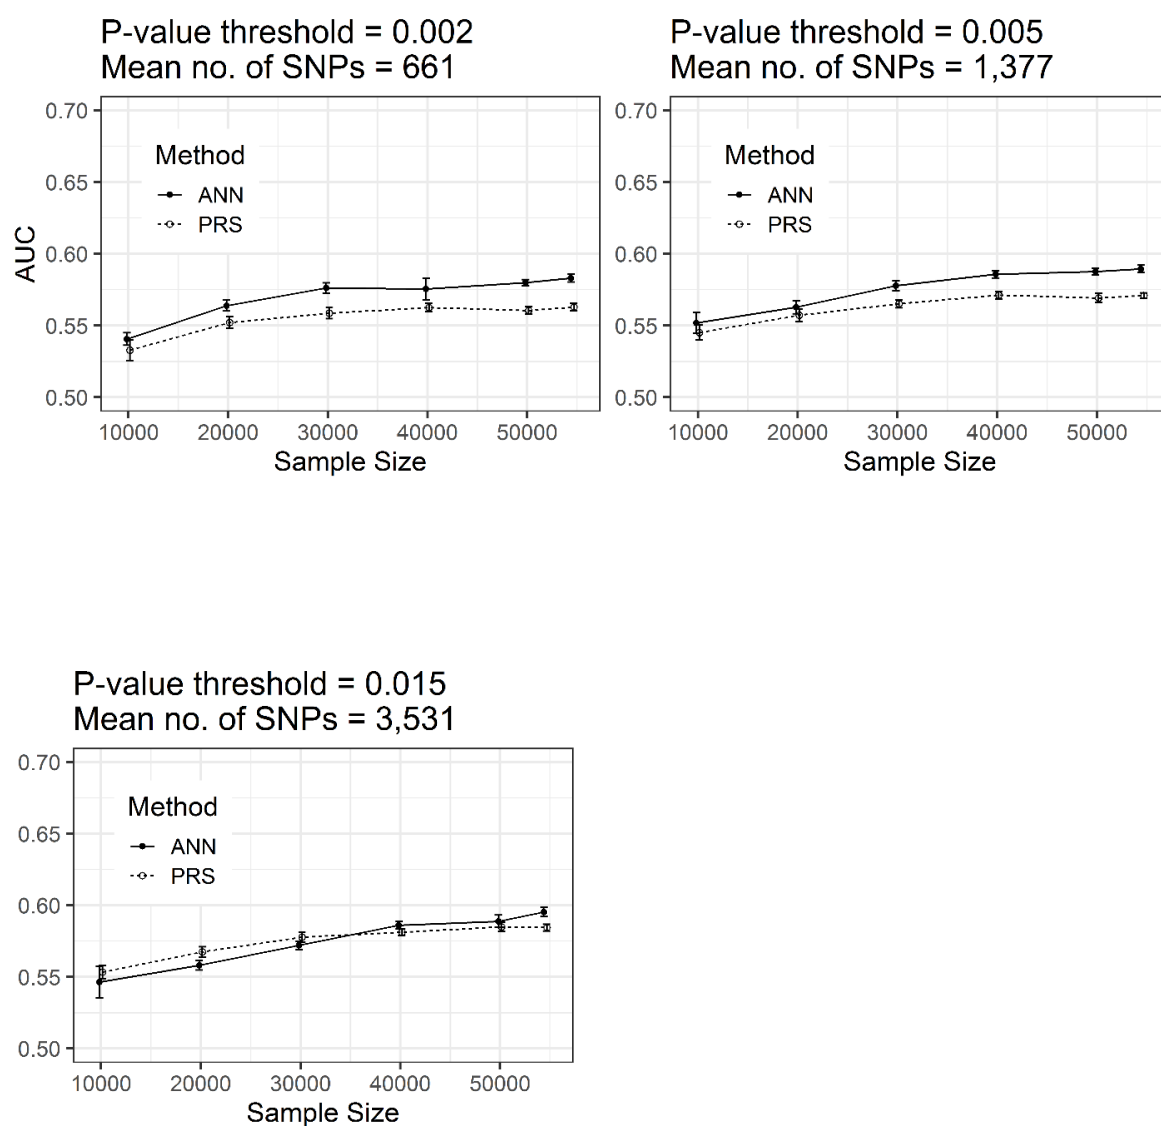 P-value threshold = 0.002
Mean no. of SNPs = 661
0.70
0.65
0.60
0.55
0.50
AUC
Method
ANN
PRS
10000 20000 30000 40000 50000
Sample Size
P-value threshold = 0.005
Mean no. of SNPs = 1,377
0.70
0.65
0.60
0.55
0.50
Method
ANN
PRS
10000 20000 30000 40000 50000
Sample Size
P-value threshold = 0.015
Mean no. of SNPs = 3,531
0.70
0.65
0.60
0.55
0.50
Method
ANN
PRS
10000 20000 30000 40000 50000
Sample Size